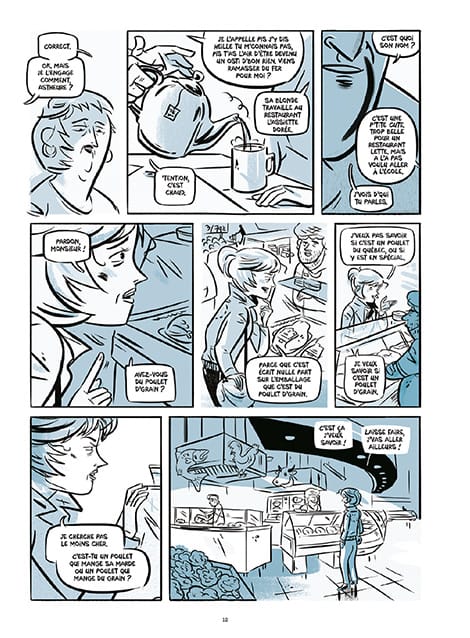 CORRECT.
OR, MAIS
JE L'ENGAGE
COMMENT,
ASTHEURE ?
JE L'APPELLE PIS J'Y DIS
NEILLE TU M'CONNAIS PAS,
PIS T'AS L'AIR D'ÊTRE DEVENU
UN OSTI D'BON RIEN, VIENS
RAMASSER DU FER
POUR MOI ?
SA BLONDE
TRAVAILLE AU
RESTAURANT
L'ASSIETTE
DORÉE.
'TENTION,
C'EST
CHAUD.
C'EST QUOI
SON NOM ?
C'EST UNE
P'TITE CUTE,
TROP BELLE
POUR UN
RESTAURANT
LETTE, MAIS
A L'A PAS
VOULU ALLER
À L'ÉCOLE.
J'VOIS D'QUI
TU PARLES.
PARDON,
MONSIEUR !
AVEZ-VOUS
DU POULET
D'GRAIN ?
PARCE QUE C'EST
ÉCRIT NULLE PART
SUR L'EMBALLAGE
QUE C'EST DU
POULET D'GRAIN.
J'VEUX PAS SAVOIR
SI C'EST UN POULET
DU QUÉBEC, OU SI
Y EST EN SPÉCIAL,
JE VEUX
SAVOIR SI
C'EST UN
POULET
D'GRAIN.
JE CHERCHE PAS
LE MOINS CHER.
C'EST-TU UN POULET
QUI MANGE SA MARDE
OU UN POULET QUI
MANGE DU GRAIN ?
C'EST ÇA
J'VEUX
SAVOIR !
LAISSE FAIRE,
J'VAS ALLER
AILLEURS !
12